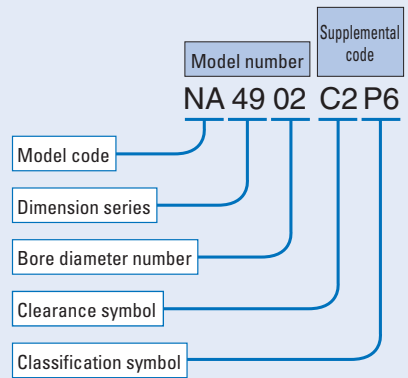 Model number
Supplemental
code
NA 49 02 C2 P6
Model code
Dimension series
Bore diameter number
Clearance symbol
Classification symbol